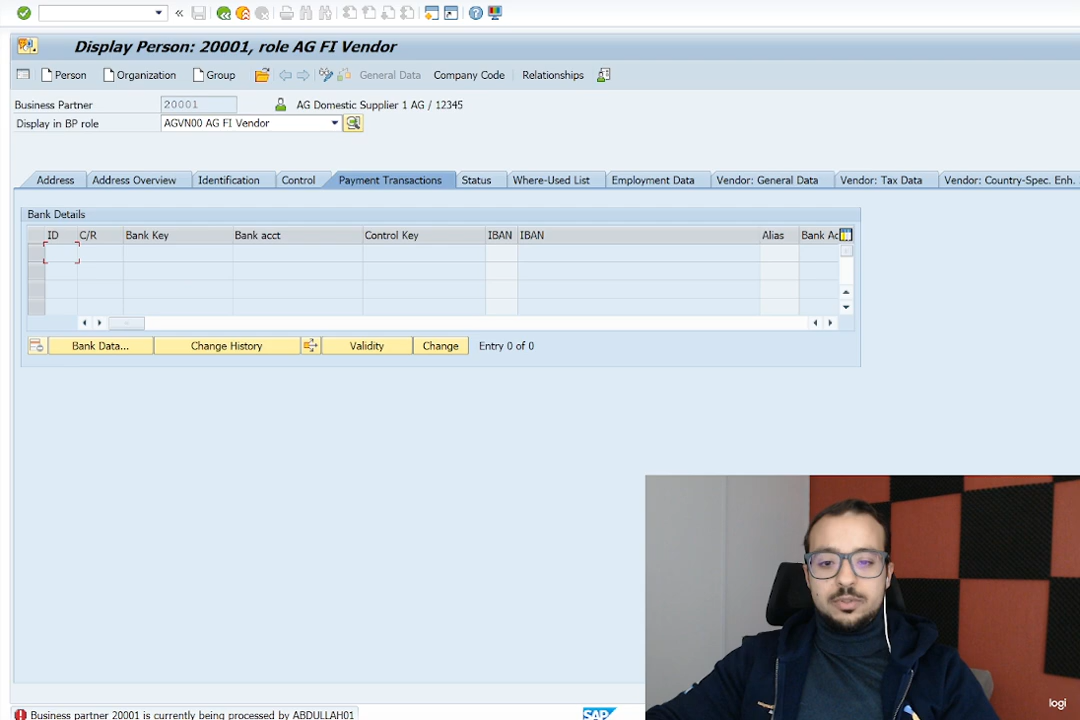 Display Person: 20001, role AG FI Vendor
Person Organization Group General Data Company Code Relationships
Business Partner 20001 AG Domestic Supplier 1 AG / 12345
Display in BP role AGVN00 AG FI Vendor
Address Address Overview Identification Control Payment Transactions Status Where-Used List Employment Data Vendor: General Data Vendor: Tax Data Vendor: Country-Spec. Enh.
Bank Details
ID C/R Bank Key Bank acct Control Key IBAN IBAN Alias Bank Ac
Bank Data... Change History Validity Change Entry 0 of 0
logi
Business partner 20001 is currently being processed by ABDULLAH01 SAP